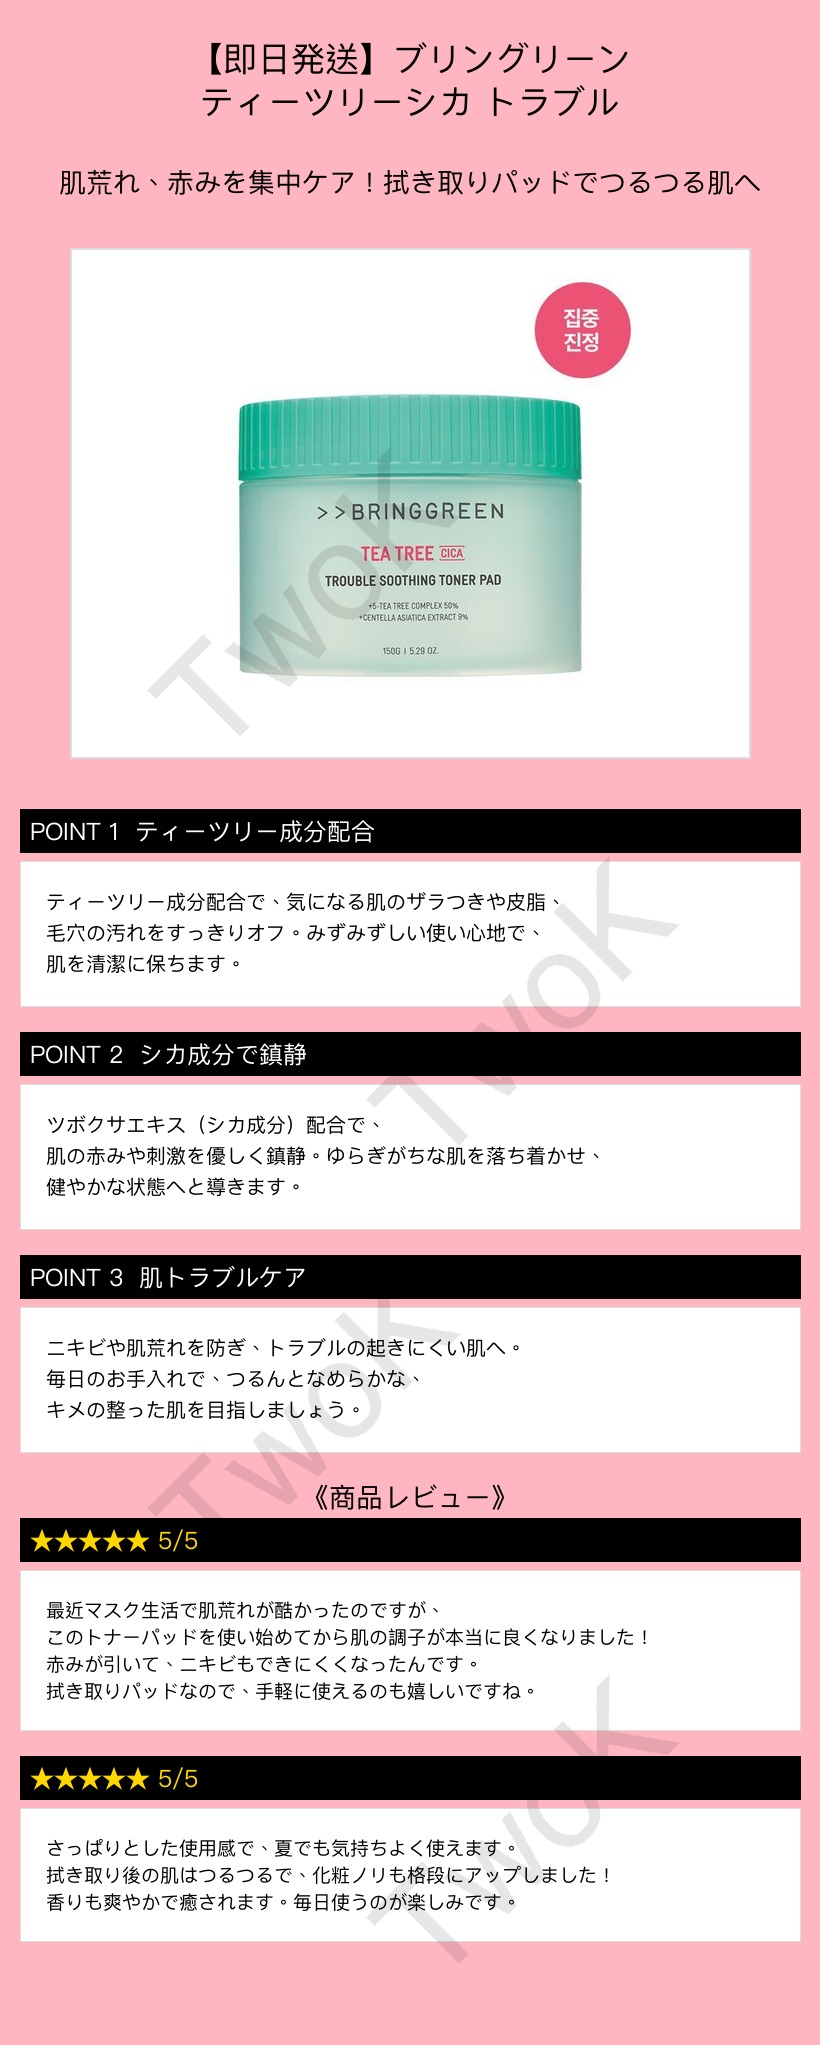 【即日発送】ブリングリーン
ティーツリーシカ トラブル
肌荒れ、赤みを集中ケア！拭き取りパッドでつるつる肌へ
집중
진정
>>BRINGGREEN
TEA TREE CICA
TROUBLE SOOTHING TONER PAD
+5-TEA TREE COMPLEX 50%
+CENTELLA ASIATICA EXTRACT 9%
150G | 5.29 OZ.
TwoK
POINT 1 ティーツリー成分配合
ティーツリー成分配合で、気になる肌のザラつきや皮脂、
毛穴の汚れをすっきりオフ。みずみずしい使い心地で、
肌を清潔に保ちます。
TwoK
POINT 2 シカ成分で鎮静
ツボクサエキス（シカ成分）配合で、
肌の赤みや刺激を優しく鎮静。ゆらぎがちな肌を落ち着かせ、
健やかな状態へと導きます。
POINT 3 肌トラブルケア
ニキビや肌荒れを防ぎ、トラブルの起きにくい肌へ。
毎日のお手入れで、つるんとなめらかな、
キメの整った肌を目指しましょう。
TwoK
《商品レビュー》
★★★★★ 5/5
最近マスク生活で肌荒れが酷かったのですが、
このトナーパッドを使い始めてから肌の調子が本当に良くなりました！
赤みが引いて、ニキビもできにくくなったんです。
拭き取りパッドなので、手軽に使えるのも嬉しいですね。
★★★★★ 5/5
さっぱりとした使用感で、夏でも気持ちよく使えます。
拭き取り後の肌はつるつるで、化粧ノリも格段にアップしました！
香りも爽やかで癒されます。毎日使うのが楽しみです。
TwoK